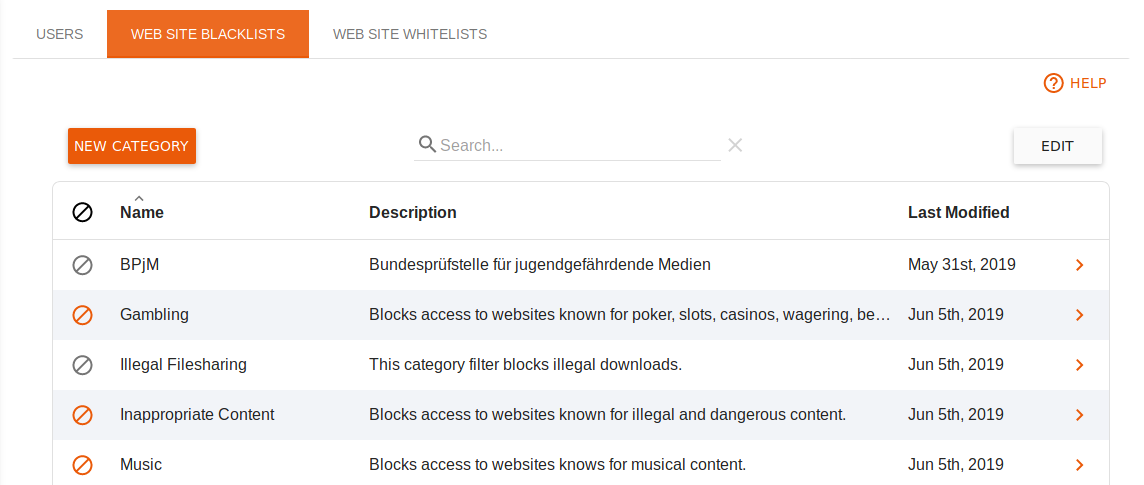 USERS WEB SITE BLACKLISTS WEB SITE WHITELISTS
HELP
NEW CATEGORY Search... EDIT
Name Description Last Modified
BPjM Bundesprüfstelle für jugendgefährdende Medien May 31st, 2019
Gambling Blocks access to websites known for poker, slots, casinos, wagering, be… Jun 5th, 2019
Illegal Filesharing This category filter blocks illegal downloads. Jun 5th, 2019
Inappropriate Content Blocks access to websites known for illegal and dangerous content. Jun 5th, 2019
Music Blocks access to websites knows for musical content. Jun 5th, 2019